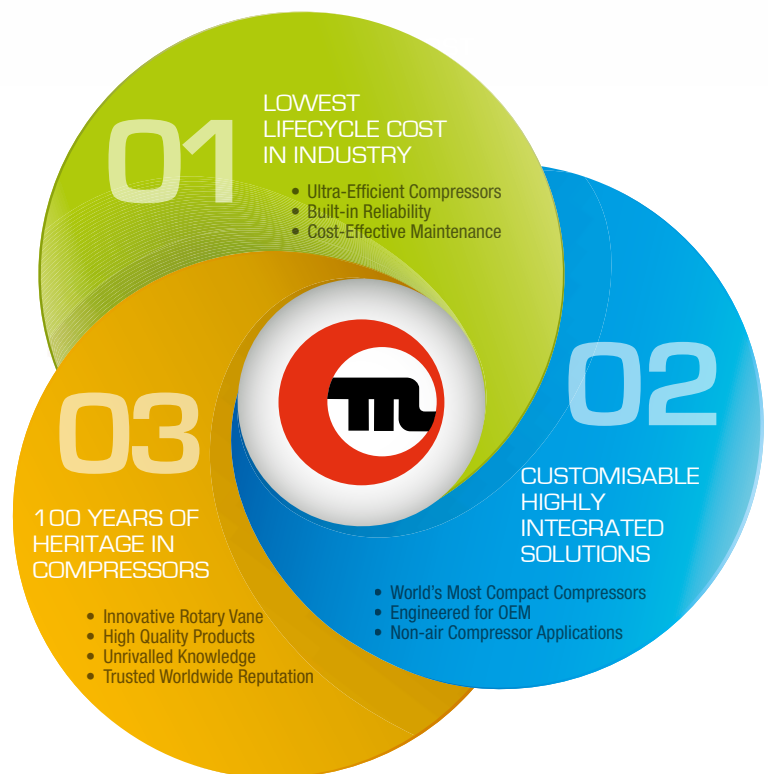 01
LOWEST
LIFECYCLE COST
IN INDUSTRY
• Ultra-Efficient Compressors
• Built-in Reliability
• Cost-Effective Maintenance
02
CUSTOMISABLE
HIGHLY
INTEGRATED
SOLUTIONS
• World's Most Compact Compressors
• Engineered for OEM
• Non-air Compressor Applications
03
100 YEARS OF
HERITAGE IN
COMPRESSORS
• Innovative Rotary Vane
• High Quality Products
• Unrivalled Knowledge
• Trusted Worldwide Reputation